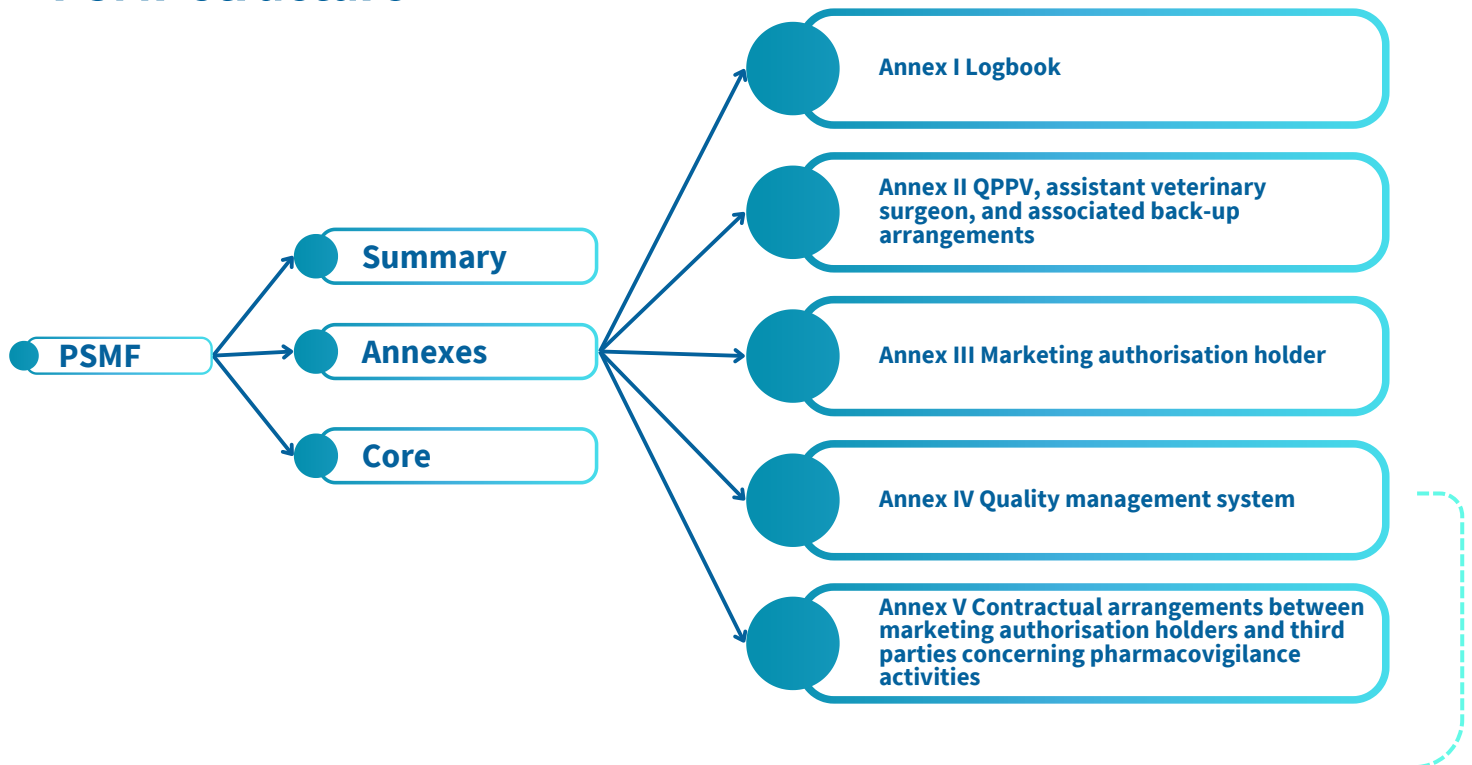 PSMF
Summary
Annexes
Core
Annex I Logbook
Annex II QPPV, assistant veterinary
surgeon, and associated back-up
arrangements
Annex III Marketing authorisation holder
Annex IV Quality management system
Annex V Contractual arrangements between
marketing authorisation holders and third
parties concerning pharmacovigilance
activities